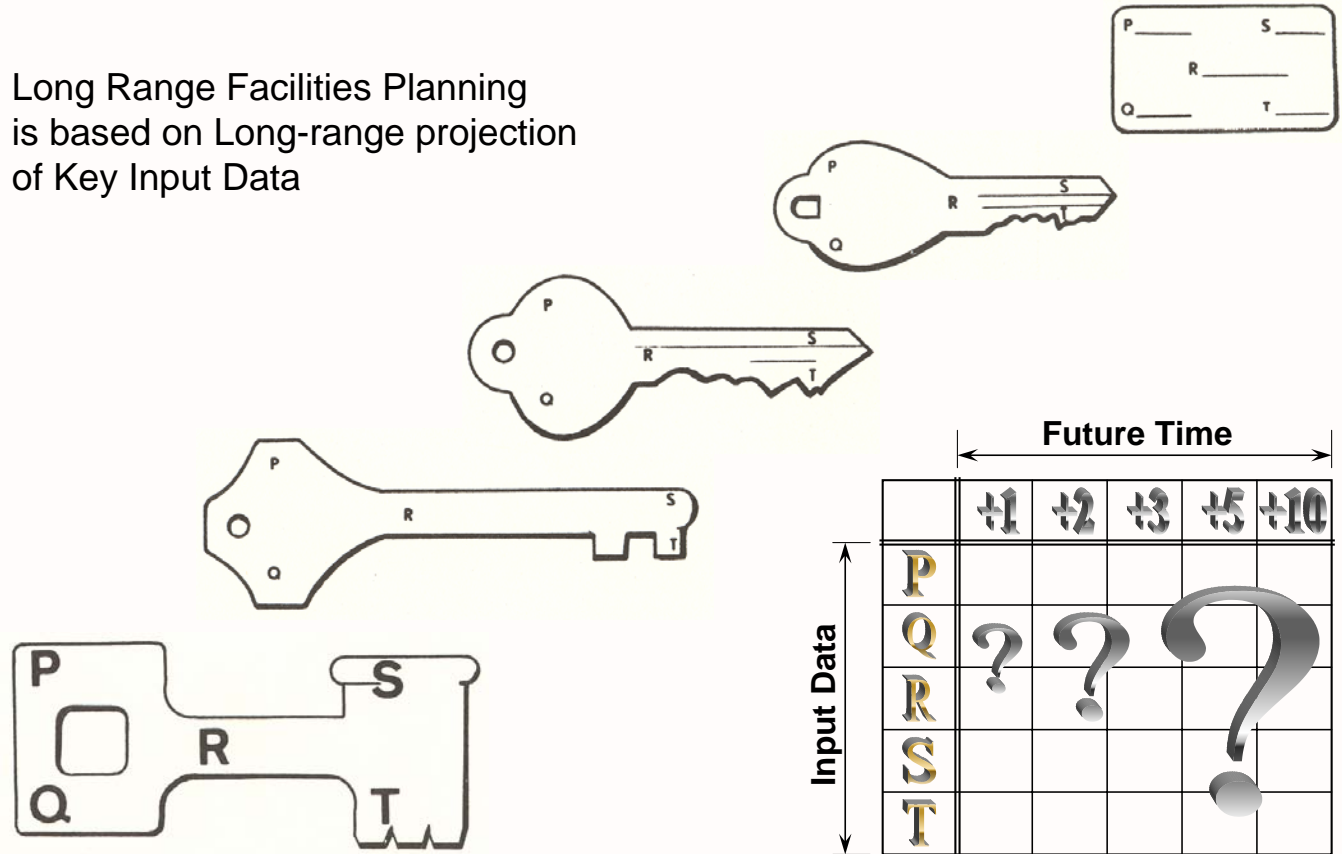 Long Range Facilities Planning
is based on Long-range projection
of Key Input Data
P S
R
Q T
P
S
R
T
Q
P
S
R
T
Q
P
S
R
T
Q
P
S
R
Q
T
Future Time
+1 +2 +3 +5 +10
Input Data
P
Q ? ? ?
R
S
T